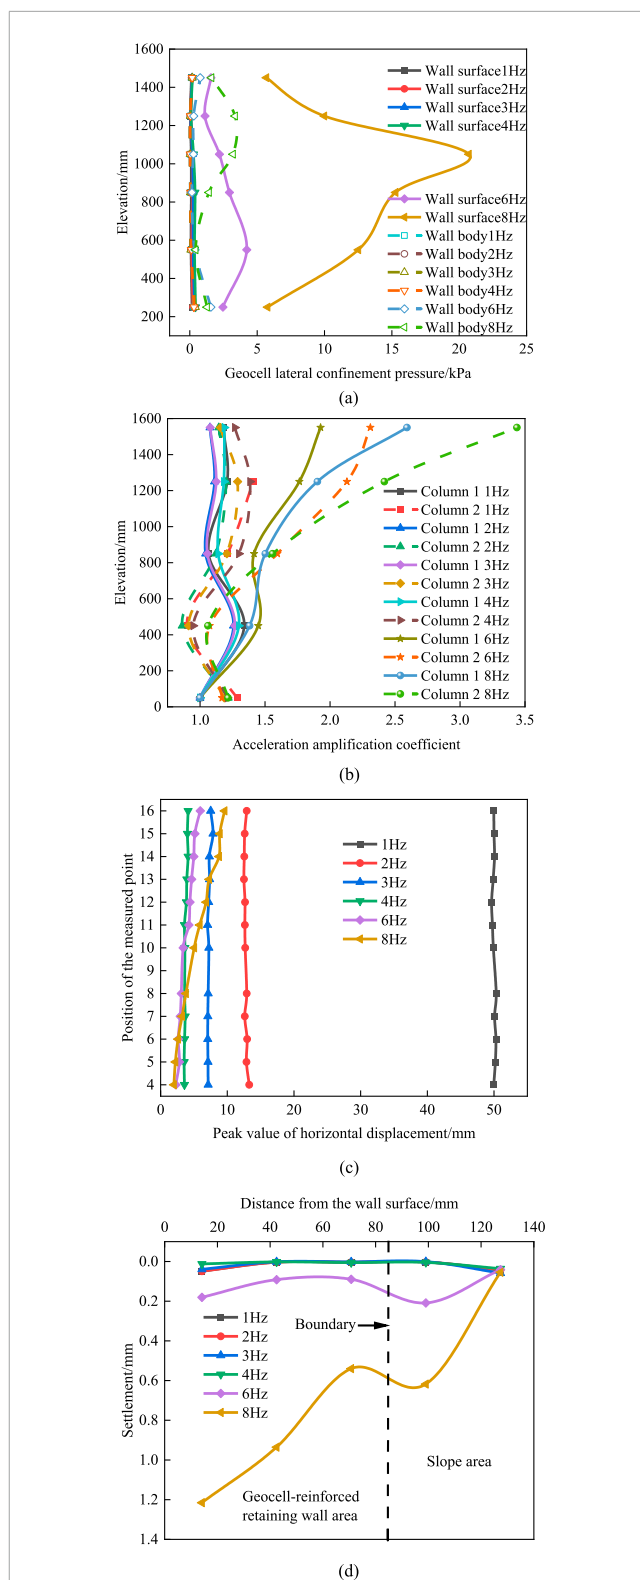 1600
1400
1200
1000
800
600
400
200
Elevation/mm
Wall surface1Hz
Wall surface2Hz
Wall surface3Hz
Wall surface4Hz
Wall surface6Hz
Wall surface8Hz
Wall body1Hz
Wall body2Hz
Wall body3Hz
Wall body4Hz
Wall body6Hz
Wall body8Hz
0 5 10 15 20 25
Geocell lateral confinement pressure/kPa
(a)
1600
1400
1200
1000
800
600
400
200
0
Elevation/mm
Column 1 1Hz
Column 2 1Hz
Column 1 2Hz
Column 2 2Hz
Column 1 3Hz
Column 2 3Hz
Column 1 4Hz
Column 2 4Hz
Column 1 6Hz
Column 2 6Hz
Column 1 8Hz
Column 2 8Hz
1.0 1.5 2.0 2.5 3.0 3.5
Acceleration amplification coefficient
(b)
16
15
14
13
12
11
10
8
7
6
5
4
Position of the measured point
1Hz
2Hz
3Hz
4Hz
6Hz
8Hz
0 10 20 30 40 50
Peak value of horizontal displacement/mm
(c)
Distance from the wall surface/mm
0 20 40 60 80 100 120 140
0.0
0.2
0.4
0.6
0.8
1.0
1.2
1.4
Settlement/mm
1Hz
2Hz
3Hz
4Hz
6Hz
8Hz
Boundary
Slope area
Geocell-reinforced
retaining wall area
(d)